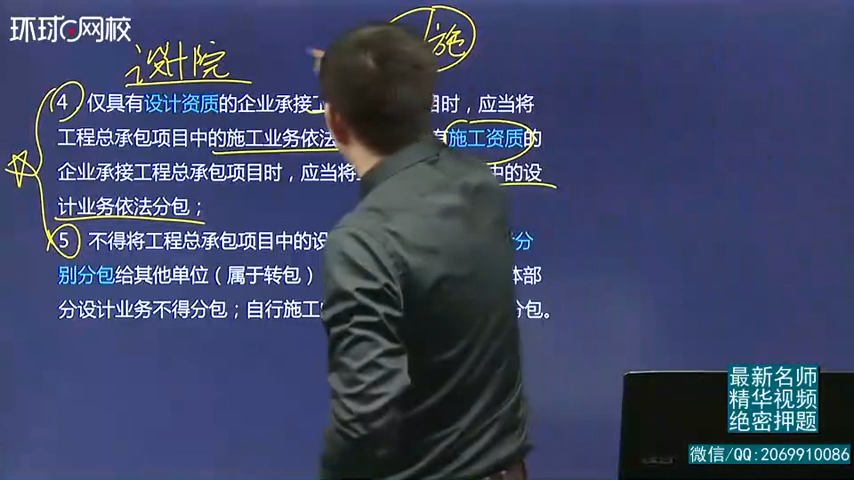 环球网校
设计院
施
4 仅具有设计资质的企业承接工 目时，应当将
工程总承包项目中的施工业务依法 有施工资质的
企业承接工程总承包项目时，应当将 中的设
计业务依法分包；
5 不得将工程总承包项目中的设 分
别分包给其他单位（属于转包） 体部
分设计业务不得分包；自行施工 分包。
最新名师
精华视频
绝密押题
微信/QQ:2069910086